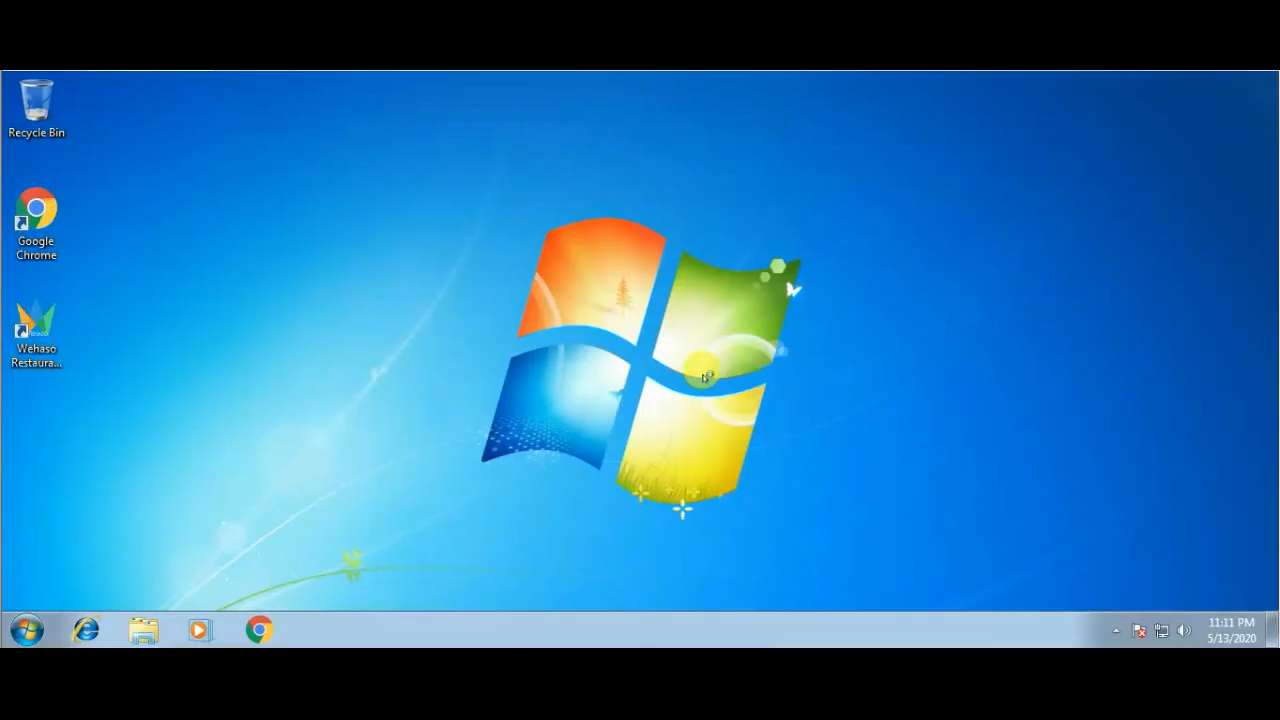 Recycle Bin
Google
Chrome
Wehaso
Restaura...
11:11 PM
5/13/2020